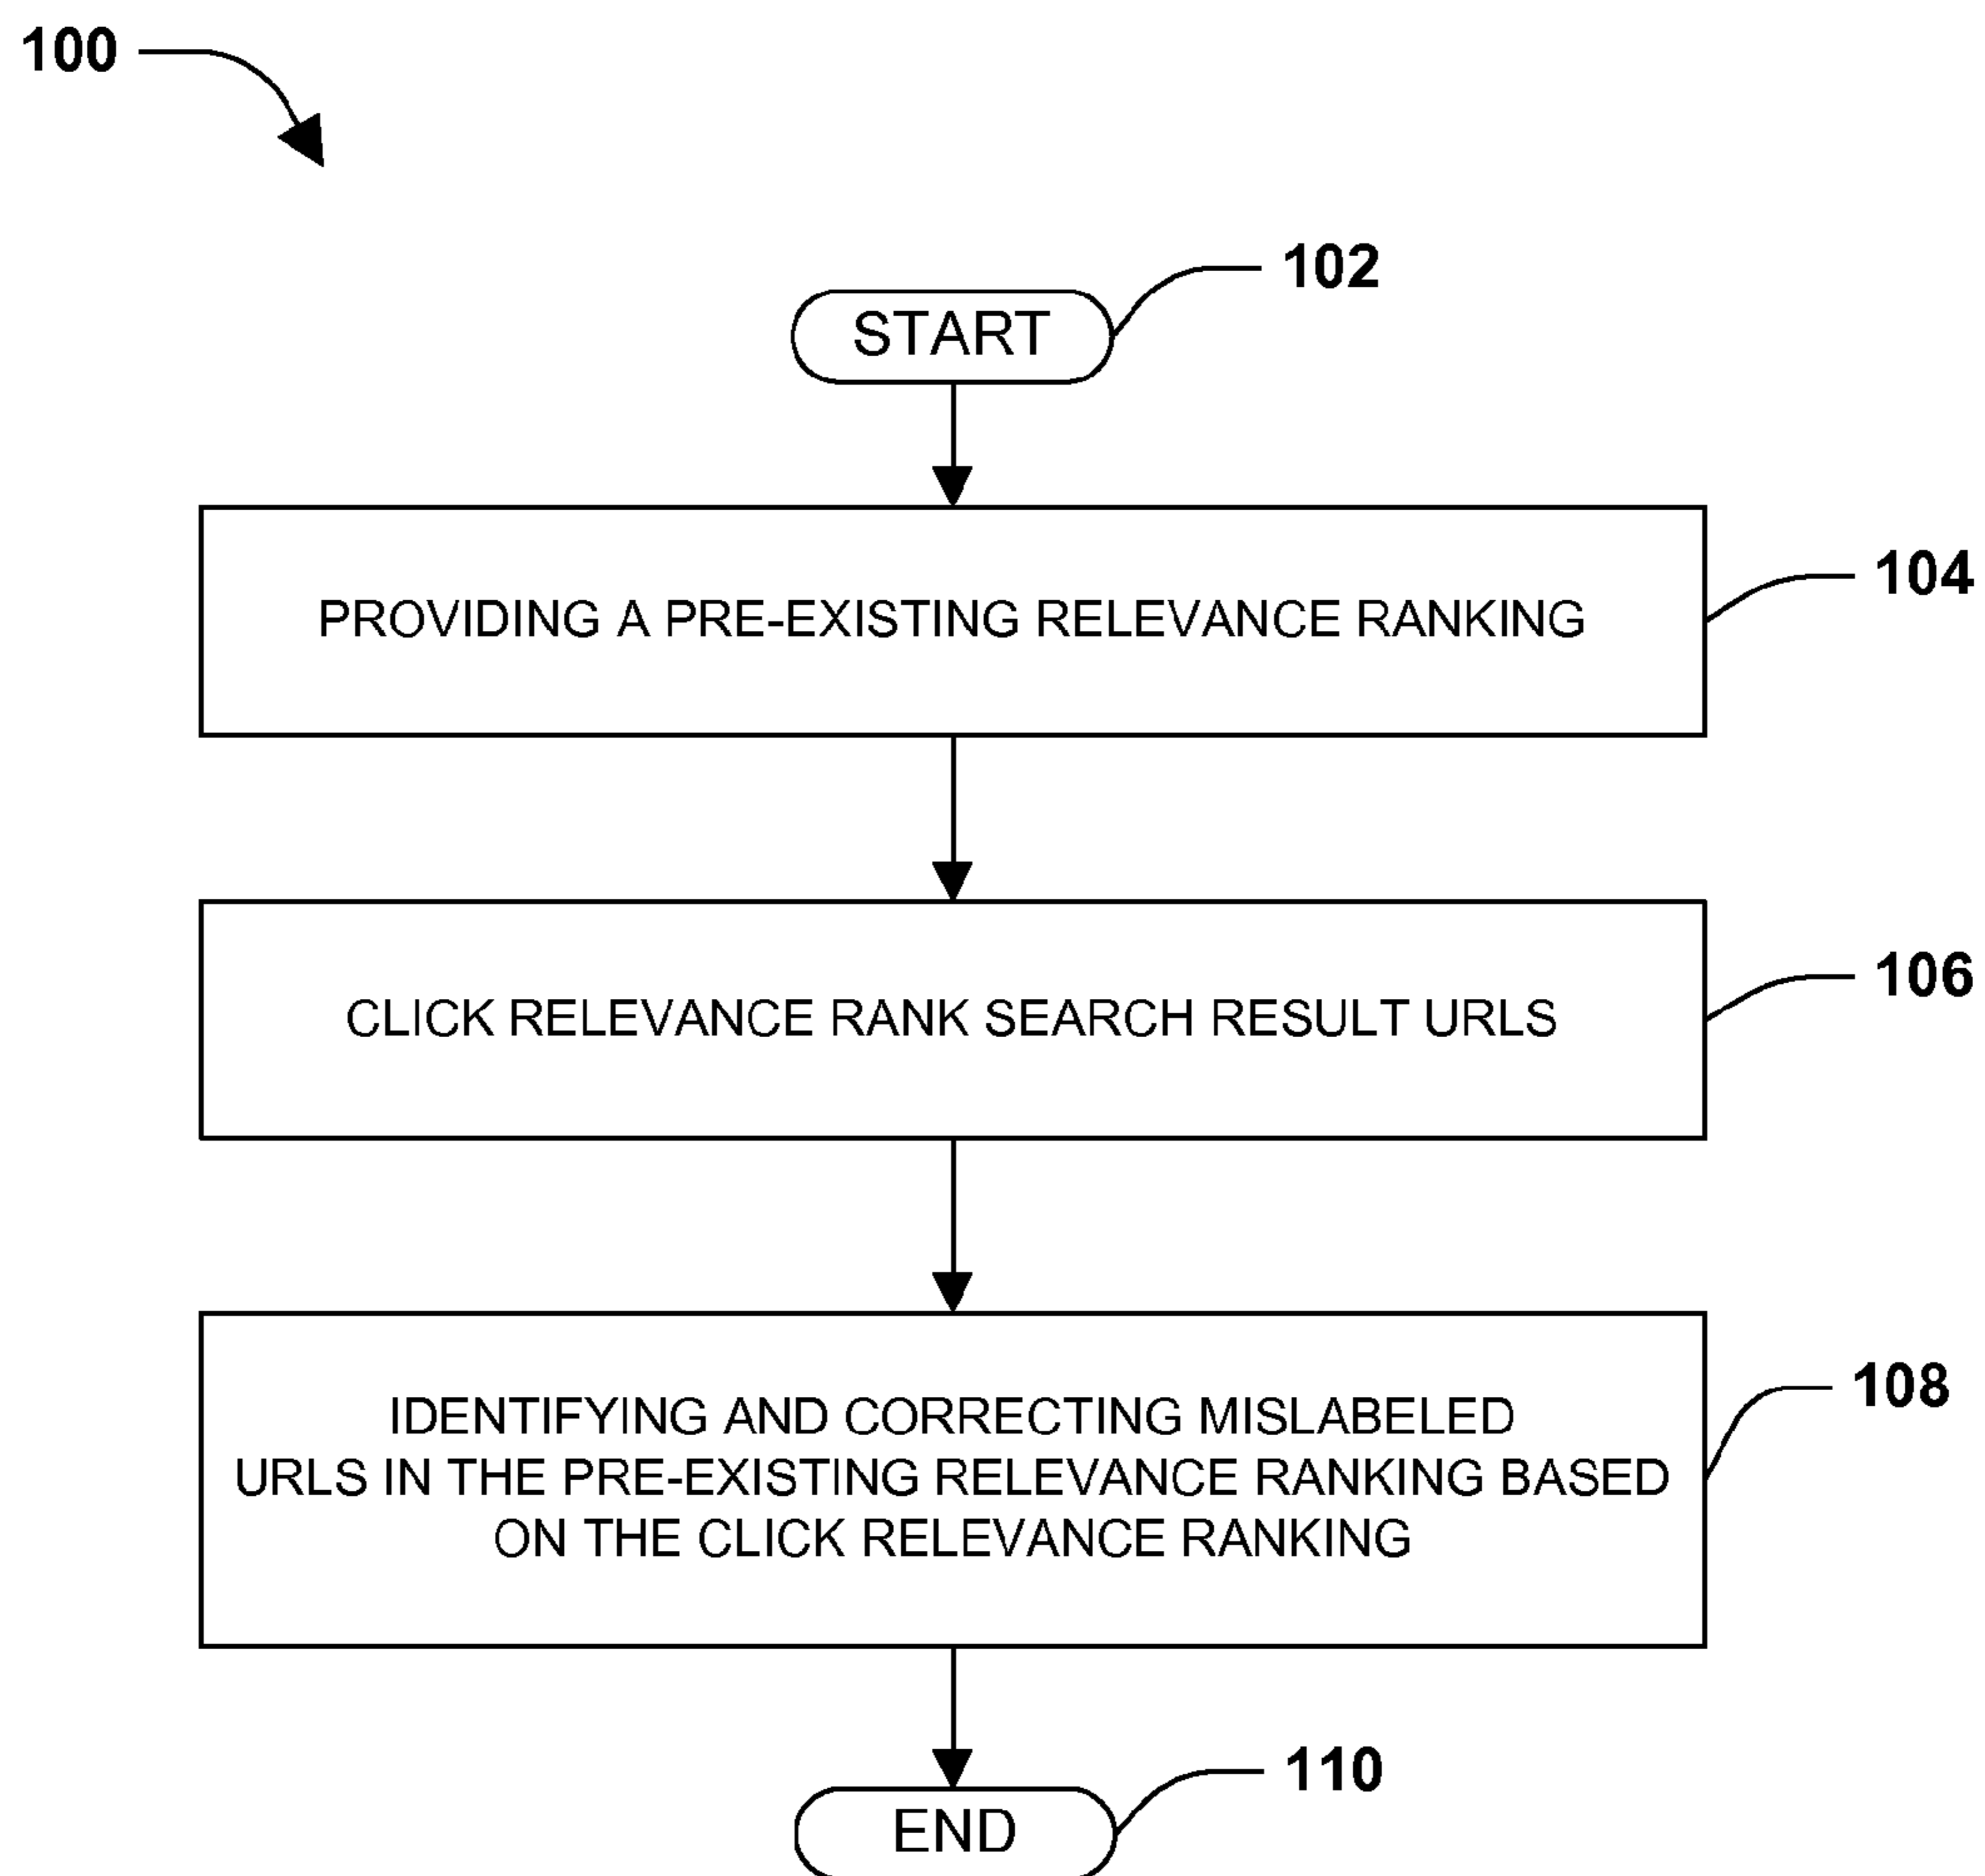 100
102
START
104
PROVIDING A PRE-EXISTING RELEVANCE RANKING
106
CLICK RELEVANCE RANK SEARCH RESULT URLS
108
IDENTIFYING AND CORRECTING MISLABELED
URLS IN THE PRE-EXISTING RELEVANCE RANKING BASED
ON THE CLICK RELEVANCE RANKING
110
END